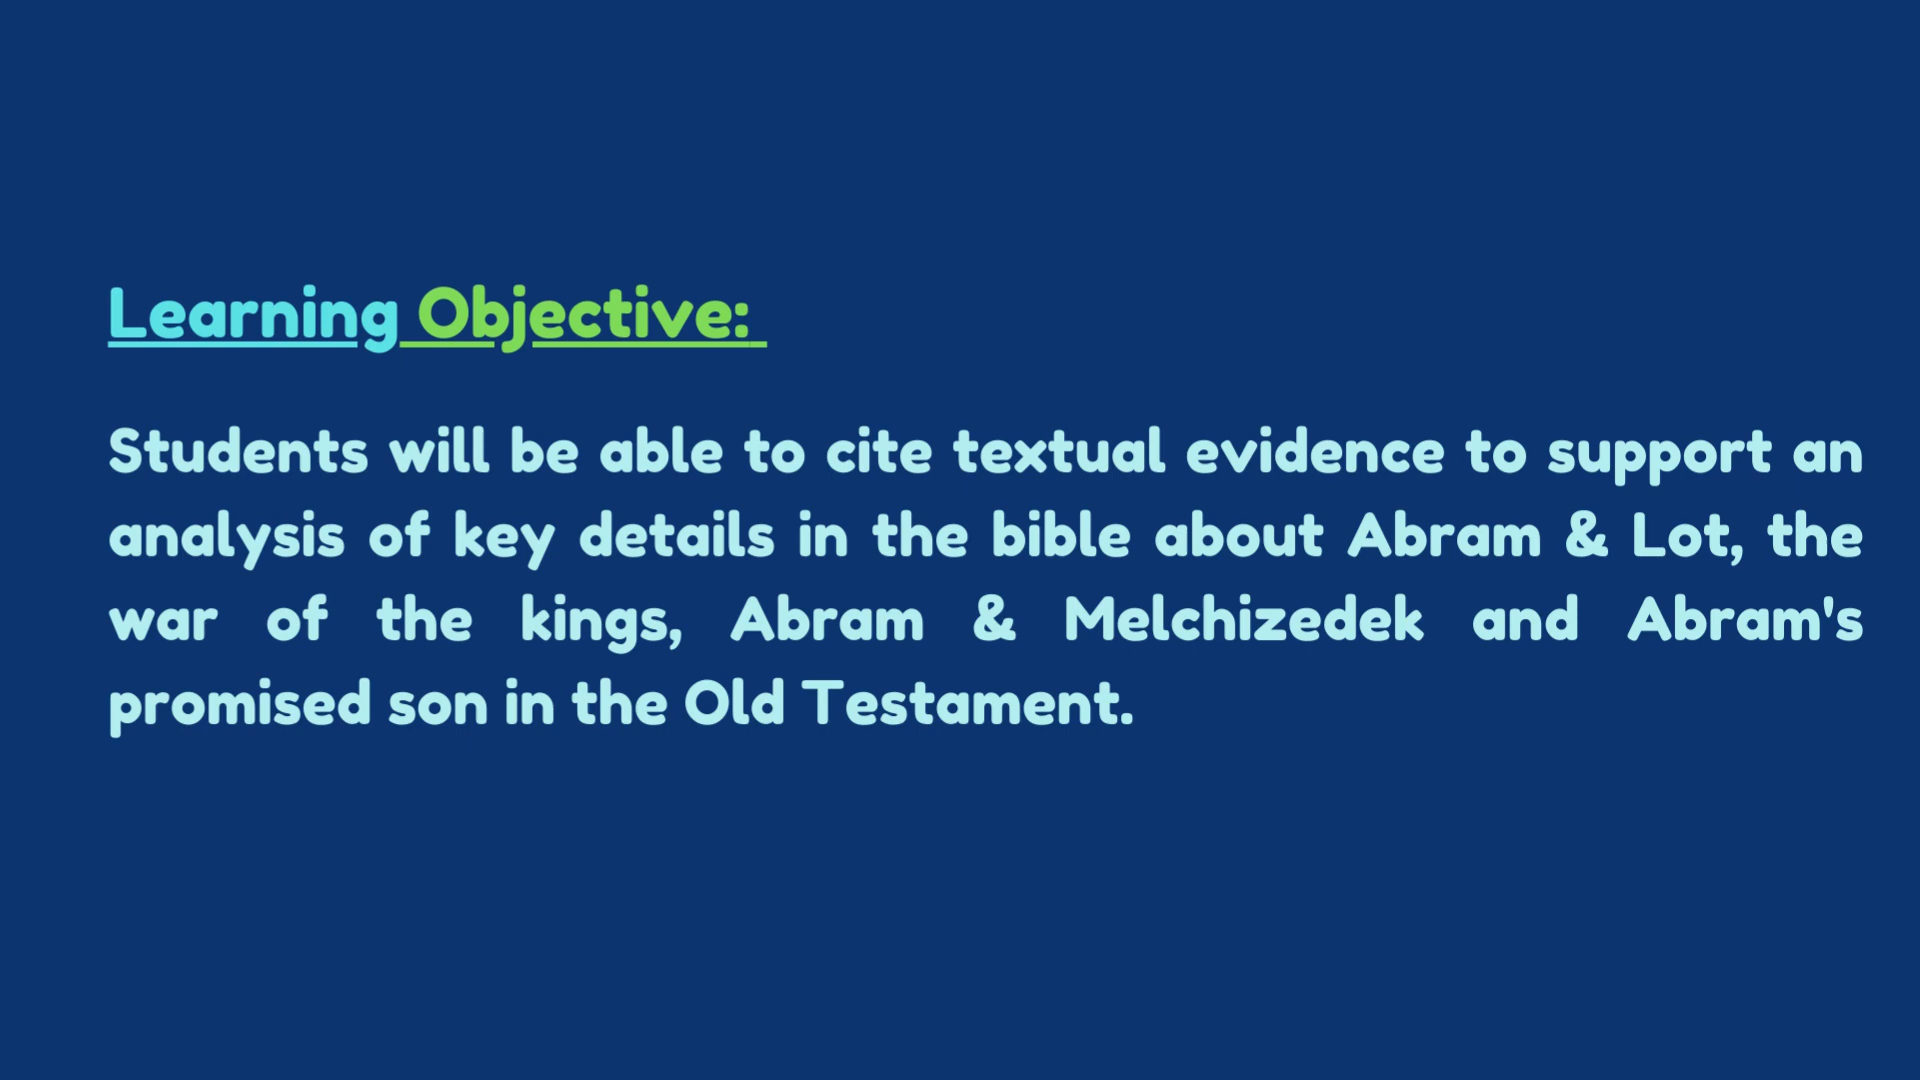 Learning Objective:
Students will be able to cite textual evidence to support an
analysis of key details in the bible about Abram & Lot, the
war of the kings, Abram & Melchizedek and Abram's
promised son in the Old Testament.